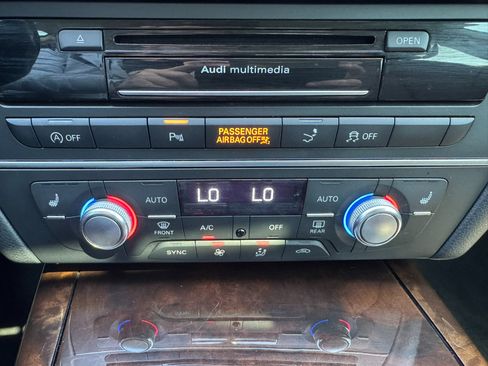 OPEN
Audi multimedia
OFF
P
PASSENGER
AIRBAG OFF
OFF
AUTO
LO LO
AUTO
FRONT
A/C
OFF
REAR
SYNC